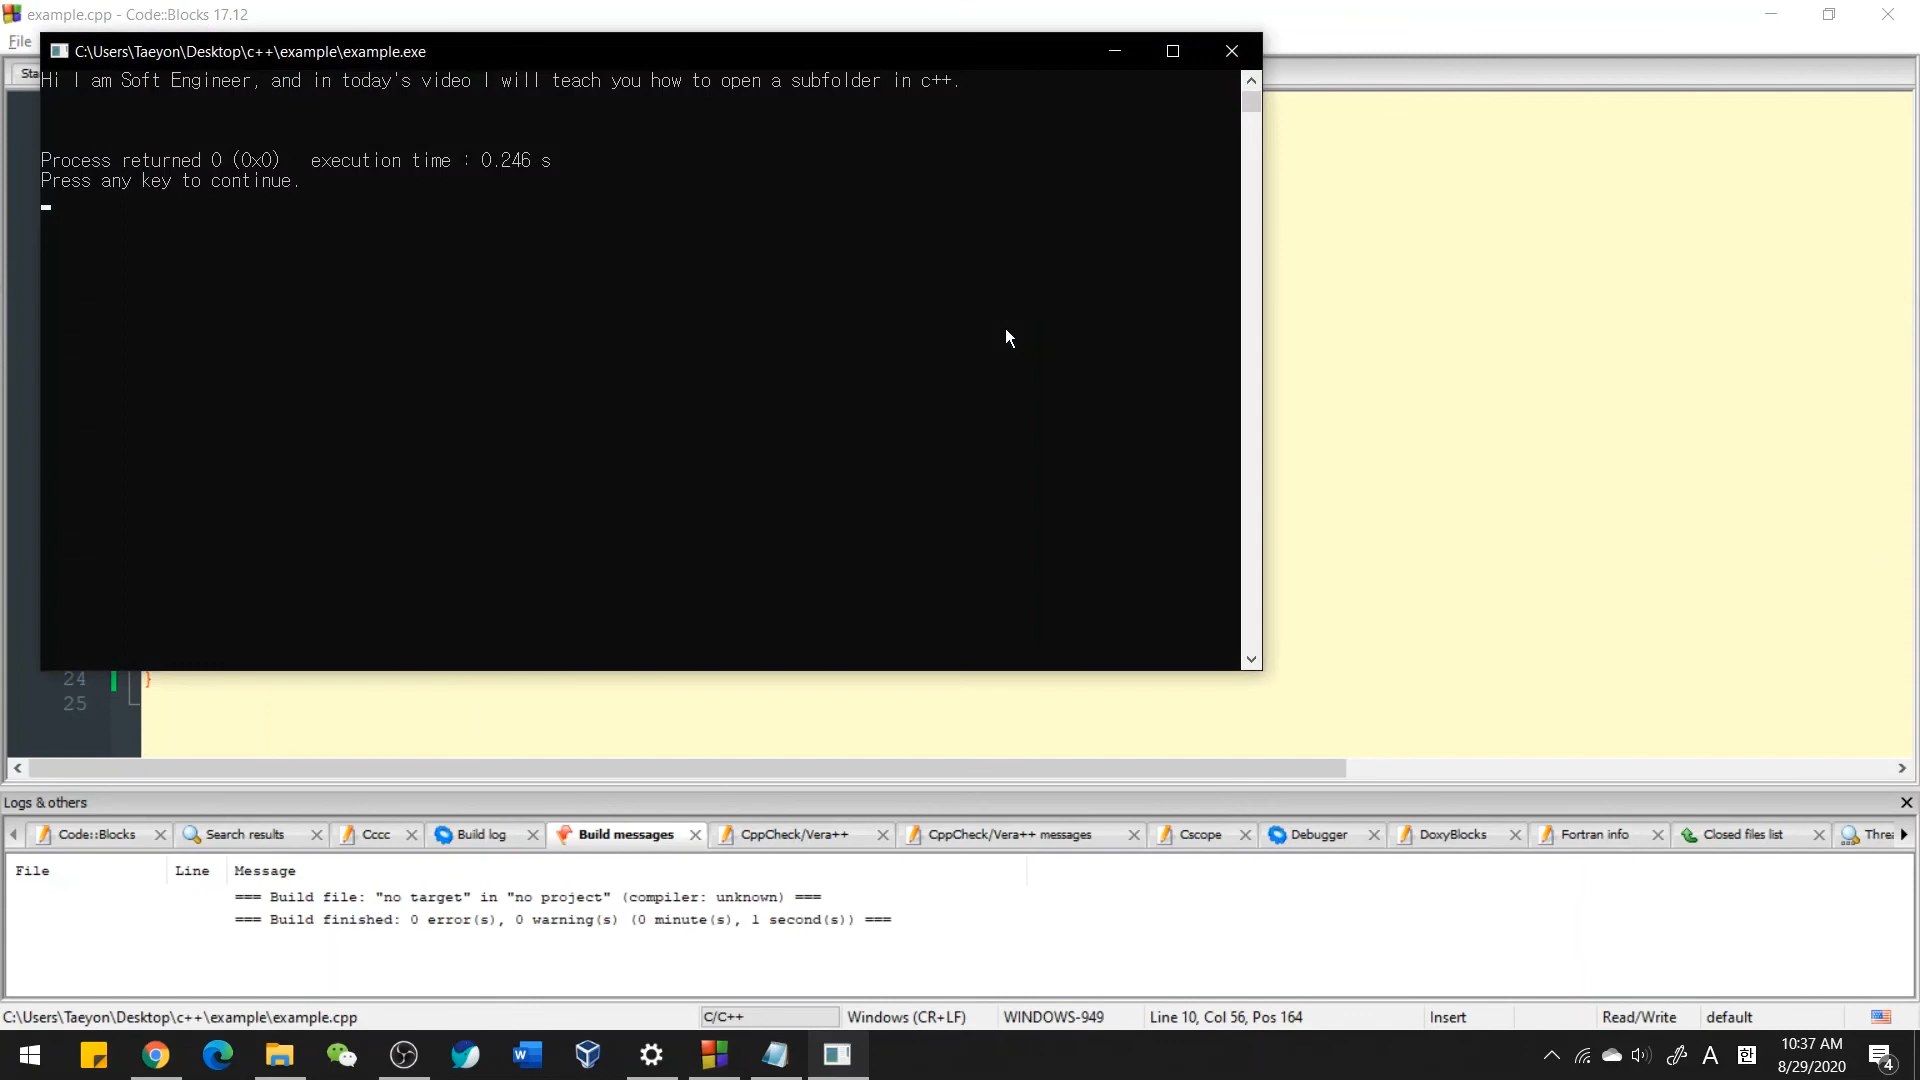 example.cpp - Code::Blocks 17.12
File
C:\Users\Taeyon\Desktop\c++\example\example.exe
Sta
Hi I am Soft Engineer, and in today's video I will teach you how to open a subfolder in c++.
Process returned 0 (0x0)   execution time : 0.246 s
Press any key to continue.
24 }
25
Logs & others
Code::Blocks Search results Cccc Build log Build messages CppCheck/Vera++ CppCheck/Vera++ messages Cscope Debugger DoxyBlocks Fortran info Closed files list Threa
File Line Message
=== Build file: "no target" in "no project" (compiler: unknown) ===
=== Build finished: 0 error(s), 0 warning(s) (0 minute(s), 1 second(s)) ===
C:\Users\Taeyon\Desktop\c++\example\example.cpp C/C++ Windows (CR+LF) WINDOWS-949 Line 10, Col 56, Pos 164 Insert Read/Write default
A 한 10:37 AM
8/29/2020 4